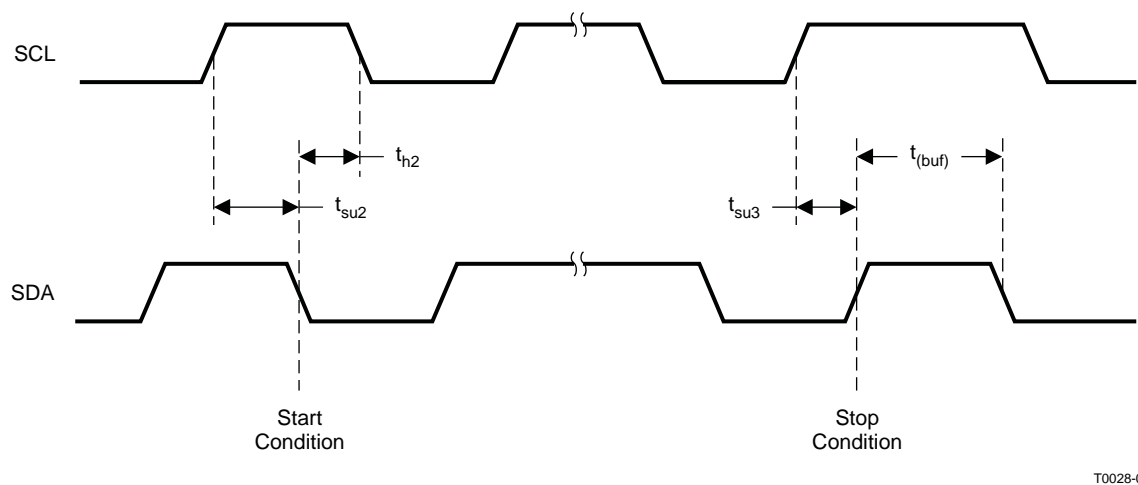 SCL
t_h2
t_(buf)
t_su2
t_su3
SDA
Start
Condition
Stop
Condition